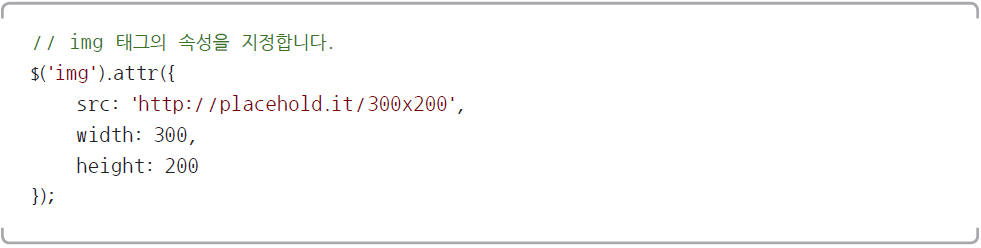 // img 태그의 속성을 지정합니다.
$('img').attr({
    src: 'http://placehold.it/300x200',
    width: 300,
    height: 200
});